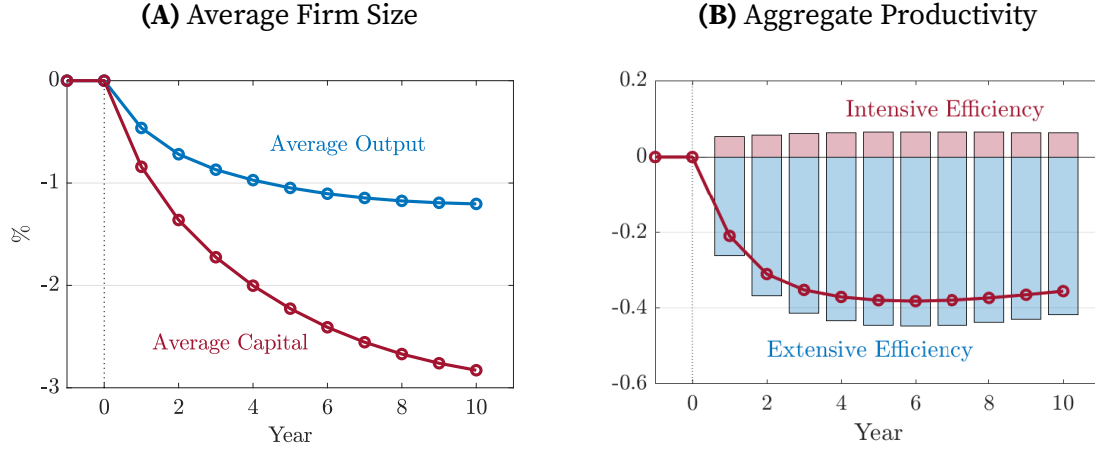 (A) Average Firm Size
0
-1
-2
-3
%
Average Output
Average Capital
0 2 4 6 8 10
Year
(B) Aggregate Productivity
0.2
0
-0.2
-0.4
-0.6
Intensive Efficiency
Extensive Efficiency
0 2 4 6 8 10
Year